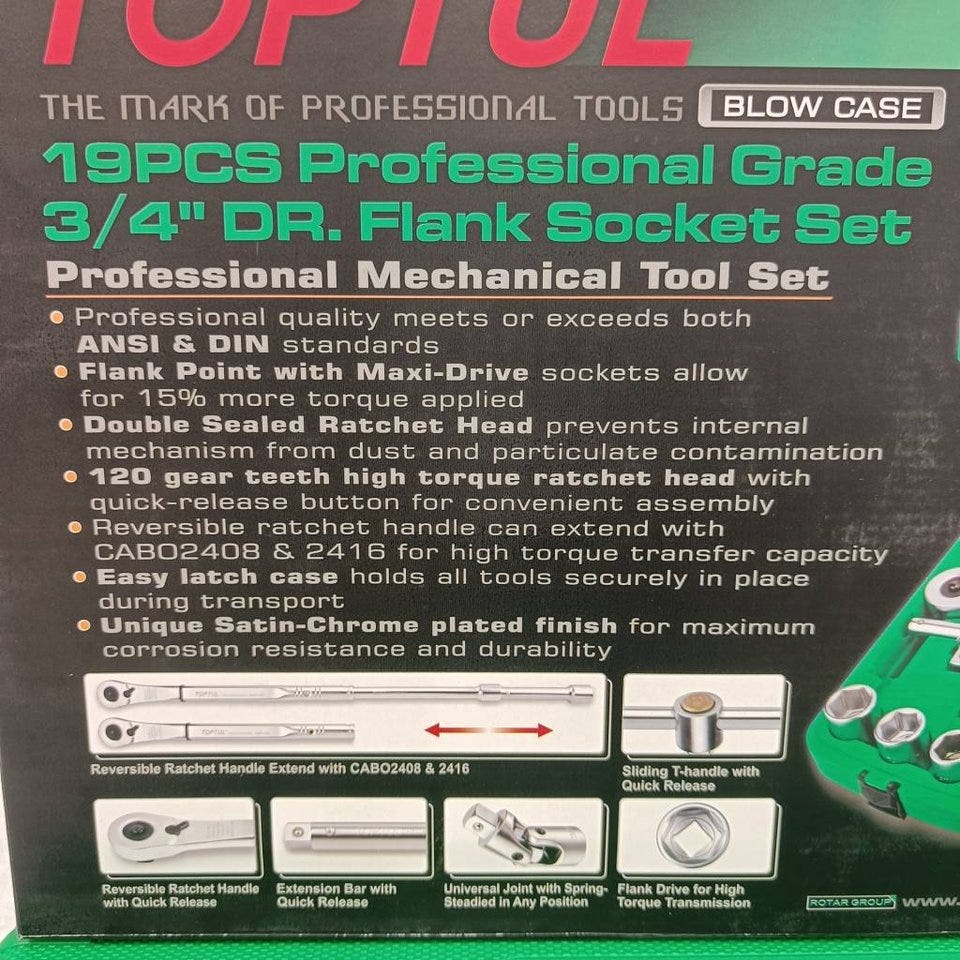 TOPTUL
THE MARK OF PROFESSIONAL TOOLS
BLOW CASE
19PCS Professional Grade
3/4" DR. Flank Socket Set
Professional Mechanical Tool Set
• Professional quality meets or exceeds both
ANSI & DIN standards
• Flank Point with Maxi-Drive sockets allow
for 15% more torque applied
• Double Sealed Ratchet Head prevents internal
mechanism from dust and particulate contamination
• 120 gear teeth high torque ratchet head with
quick-release button for convenient assembly
• Reversible ratchet handle can extend with
CABO2408 & 2416 for high torque transfer capacity
• Easy latch case holds all tools securely in place
during transport
• Unique Satin-Chrome plated finish for maximum
corrosion resistance and durability
TOPTUL
TOPTUL
Reversible Ratchet Handle Extend with CABO2408 & 2416
Sliding T-handle with
Quick Release
Reversible Ratchet Handle
with Quick Release
Extension Bar with
Quick Release
Universal Joint with Spring-
Steadied in Any Position
Flank Drive for High
Torque Transmission
ROTAR GROUP
www.